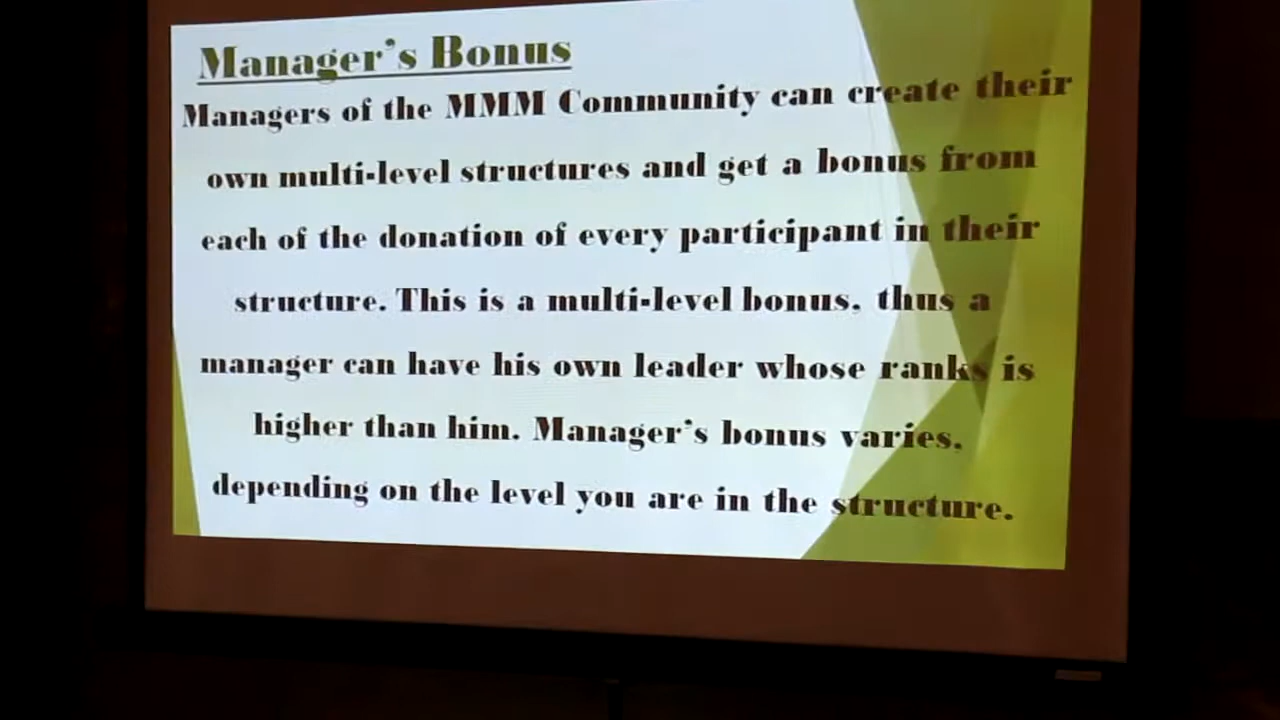 Manager's Bonus
Managers of the MMM Community can create their
own multi-level structures and get a bonus from
each of the donation of every participant in their
structure. This is a multi-level bonus, thus a
manager can have his own leader whose ranks is
higher than him. Manager's bonus varies,
depending on the level you are in the structure.